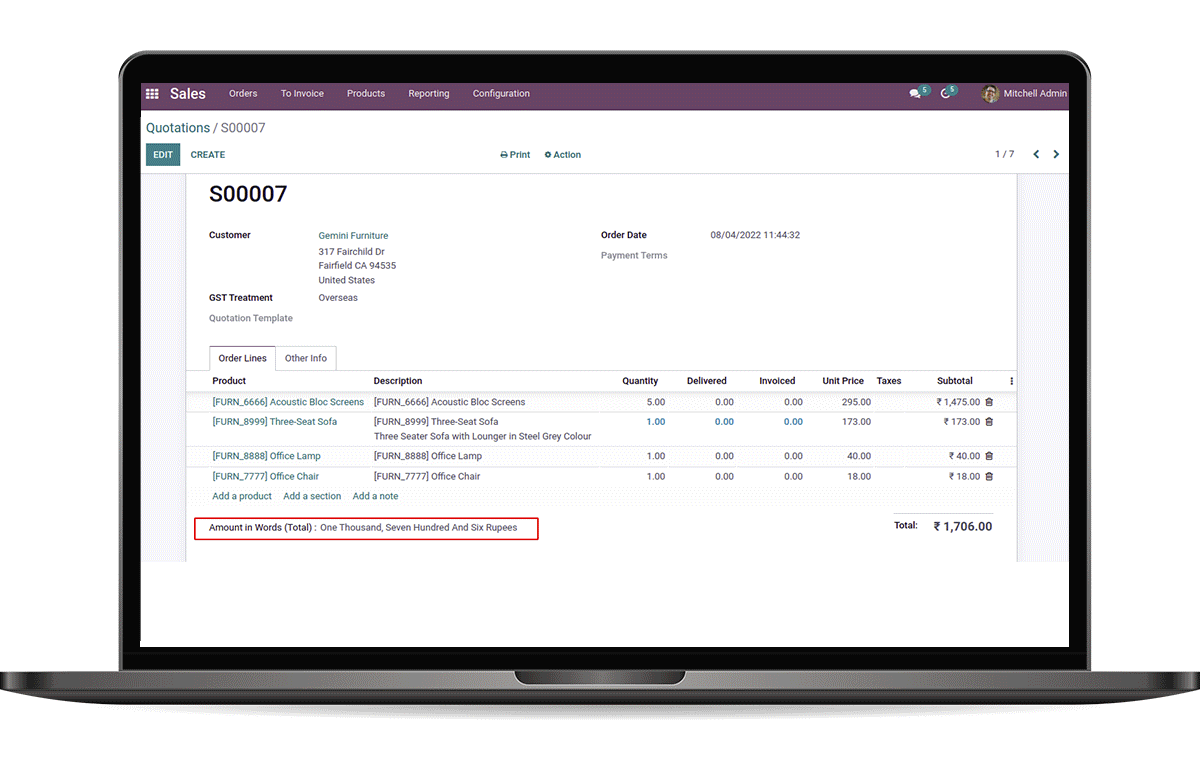 Sales Orders To Invoice Products Reporting Configuration 5 5 Mitchell Admin
Quotations / S00007
EDIT CREATE Print Action 1 / 7
S00007
Customer Gemini Furniture Order Date 08/04/2022 11:44:32
317 Fairchild Dr Payment Terms
Fairfield CA 94535
United States
GST Treatment Overseas
Quotation Template
Order Lines Other Info
Product Description Quantity Delivered Invoiced Unit Price Taxes Subtotal
[FURN_6666] Acoustic Bloc Screens [FURN_6666] Acoustic Bloc Screens 5.00 0.00 0.00 295.00 ₹ 1,475.00
[FURN_8999] Three-Seat Sofa [FURN_8999] Three-Seat Sofa 1.00 0.00 0.00 173.00 ₹ 173.00
Three Seater Sofa with Lounger in Steel Grey Colour
[FURN_8888] Office Lamp [FURN_8888] Office Lamp 1.00 0.00 0.00 40.00 ₹ 40.00
[FURN_7777] Office Chair [FURN_7777] Office Chair 1.00 0.00 0.00 18.00 ₹ 18.00
Add a product Add a section Add a note
Amount in Words (Total) : One Thousand, Seven Hundred And Six Rupees Total: ₹ 1,706.00